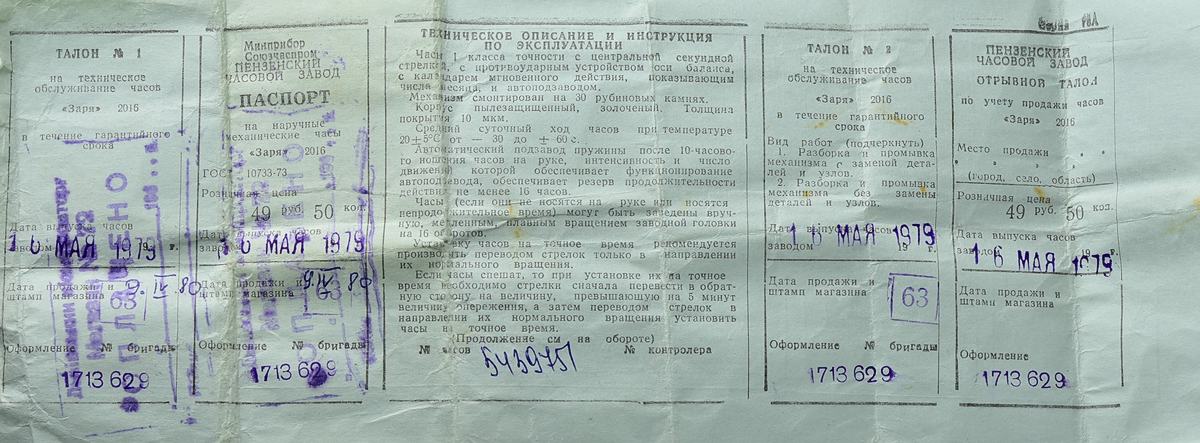 ТАЛОН № 1
на техническое
обслуживание часов
«Заря» 2016
в течение гарантийного
срока
Дата выпуска часов
16 МАЯ 1979 г.
заводом
Дата продажи и
штамп магазина
9. IV 80
63
Оформление № бригады
1713629
ОПЛАЧЕНО
Минприбор
Союзчаспром
ПЕНЗЕНСКИЙ
ЧАСОВОЙ ЗАВОД
ПАСПОРТ
на наручные
механические часы
«Заря» 2016
ГОСТ 10733-73
Розничная цена
49 руб. 50 коп.
Дата выпуска часов
16 МАЯ 1979
заводом
Дата продажи и
штамп магазина
9 IV 80
63
Оформление № бригады
1713629
ТЕХНИЧЕСКОЕ ОПИСАНИЕ И ИНСТРУКЦИЯ
ПО ЭКСПЛУАТАЦИИ
Часы 1 класса точности с центральной секундной
стрелкой, с противоударным устройством оси баланса,
с календарем мгновенного действия, показывающим
числа месяца, и автоподзаводом.
Механизм смонтирован на 30 рубиновых камнях.
Корпус пылезащищенный, золоченый. Толщина
покрытия 10 мкм.
Средний суточный ход часов при температуре
20±5°С от — 30 до + 60 с.
Автоматический подзавод пружины после 10-часово-
го ношения часов на руке, интенсивность и число
движений которой обеспечивает функционирование
автоподзавода, обеспечивает резерв продолжительности
действия не менее 16 часов.
Часы (если они не носятся на руке или носятся
непродолжительное время) могут быть заведены вруч-
ную, медленным, плавным вращением заводной головки
на 16 оборотов.
Установку часов на точное время рекомендуется
производить переводом стрелок только в направлении
их нормального вращения.
Если часы спешат, то при установке их на точное
время необходимо стрелки сначала перевести в обрат-
ную сторону на величину, превышающую на 5 минут
величину опережения, а затем переводом стрелок в
направлении их нормального вращения установить
часы на точное время.
(Продолжение см на обороте)
№ часов 543975 № контролера
ТАЛОН № 2
на техническое
обслуживание часов
«Заря» 2016
в течение гарантийного
срока
Вид работ (подчеркнуть)
1. Разборка и промывка
механизма с заменой дета-
лей и узлов.
2. Разборка и промывка
механизма без замены
деталей и узлов.
Дата выпуска часов
16 МАЯ 1979
заводом
Дата продажи и
штамп магазина
63
Оформление № бригады
1713629
ПЕНЗЕНСКИЙ
ЧАСОВОЙ ЗАВОД
ОТРЫВНОЙ ТАЛОН
по учету продажи часов
«Заря» 2016
Место продажи
(город, село, область)
Розничная цена
49 руб. 50 коп.
Дата выпуска часов
заводом
16 МАЯ 1979
Дата продажи и
штамп магазина
Оформление
1713629